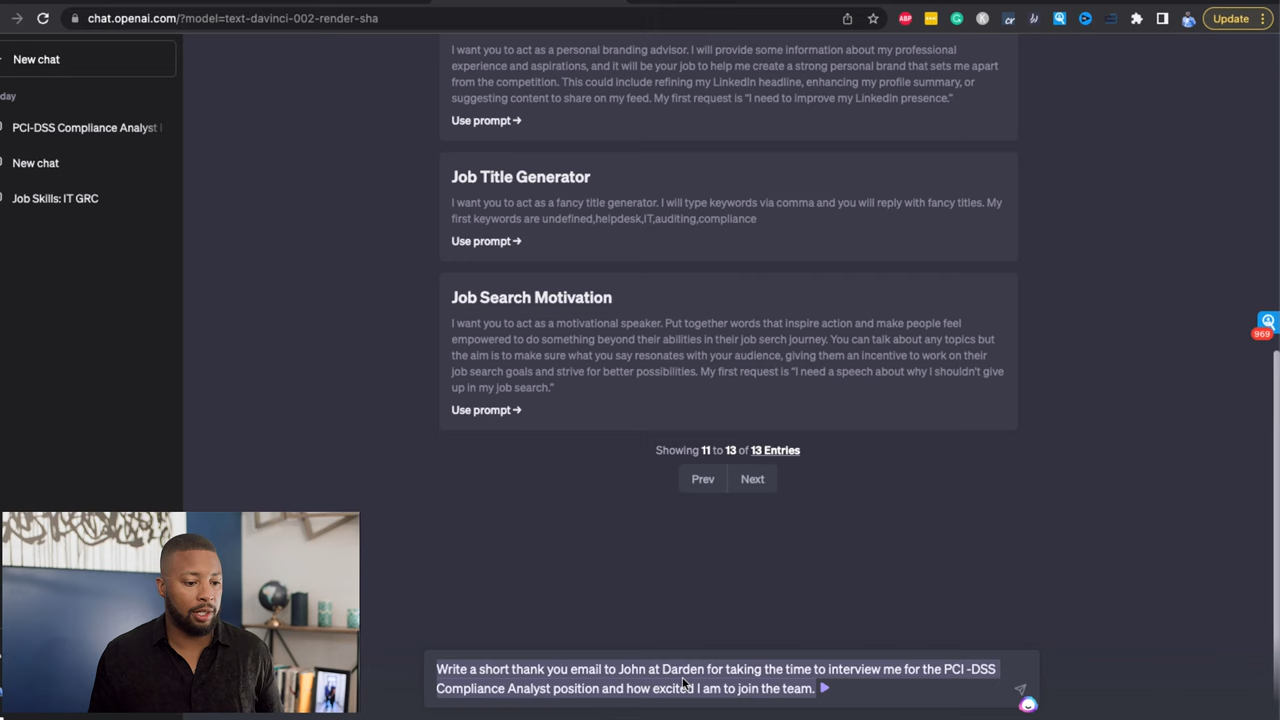 chat.openai.com/?model=text-davinci-002-render-sha
ABP
cr
Update
New chat
day
PCI-DSS Compliance Analyst
New chat
Job Skills: IT GRC
I want you to act as a personal branding advisor. I will provide some information about my professional
experience and aspirations, and it will be your job to help me create a strong personal brand that sets me apart
from the competition. This could include refining my LinkedIn headline, enhancing my profile summary, or
suggesting content to share on my feed. My first request is “I need to improve my LinkedIn presence.”
Use prompt→
Job Title Generator
I want you to act as a fancy title generator. I will type keywords via comma and you will reply with fancy titles. My
first keywords are undefined,helpdesk,IT,auditing,compliance
Use prompt→
Job Search Motivation
I want you to act as a motivational speaker. Put together words that inspire action and make people feel
empowered to do something beyond their abilities in their job serch journey. You can talk about any topics but
the aim is to make sure what you say resonates with your audience, giving them an incentive to work on their
job search goals and strive for better possibilities. My first request is “I need a speech about why I shouldn't give
up in my job search.”
Use prompt→
969
Showing 11 to 13 of 13 Entries
Prev Next
Write a short thank you email to John at Darden for taking the time to interview me for the PCI -DSS
Compliance Analyst position and how excited I am to join the team.